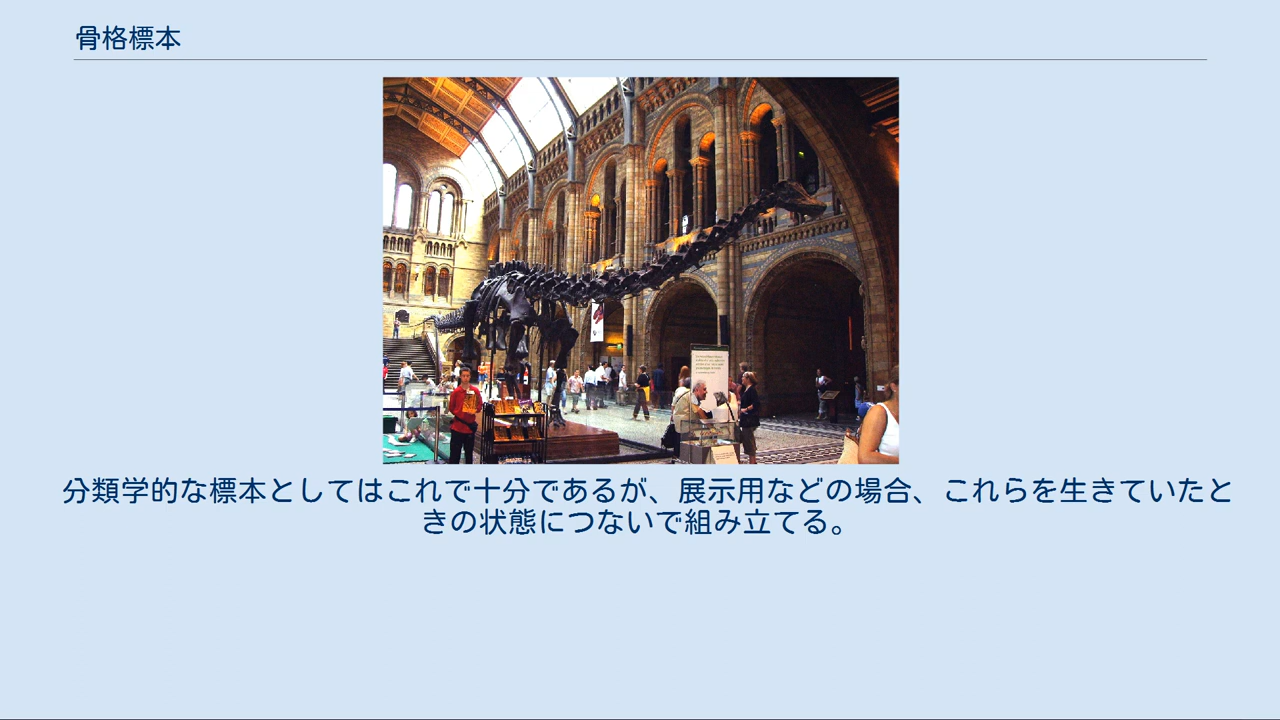 骨格標本
分類学的な標本としてはこれで十分であるが、展示用などの場合、これらを生きていたと
きの状態につないで組み立てる。